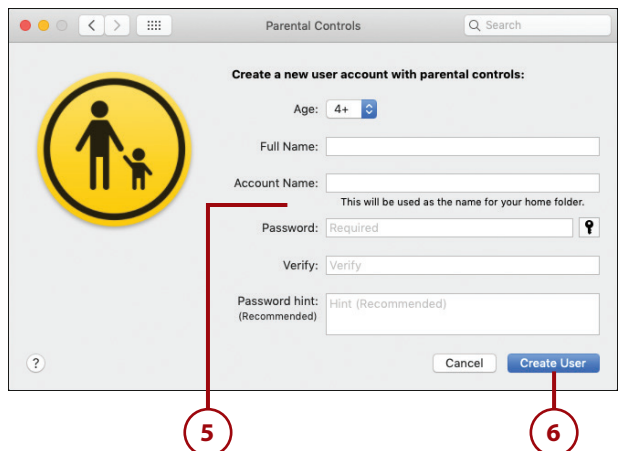 Parental Controls
Search
Create a new user account with parental controls:
Age: 4+
Full Name:
Account Name:
This will be used as the name for your home folder.
Password: Required
Verify: Verify
Password hint: Hint (Recommended)
(Recommended)
? Cancel Create User
5 6